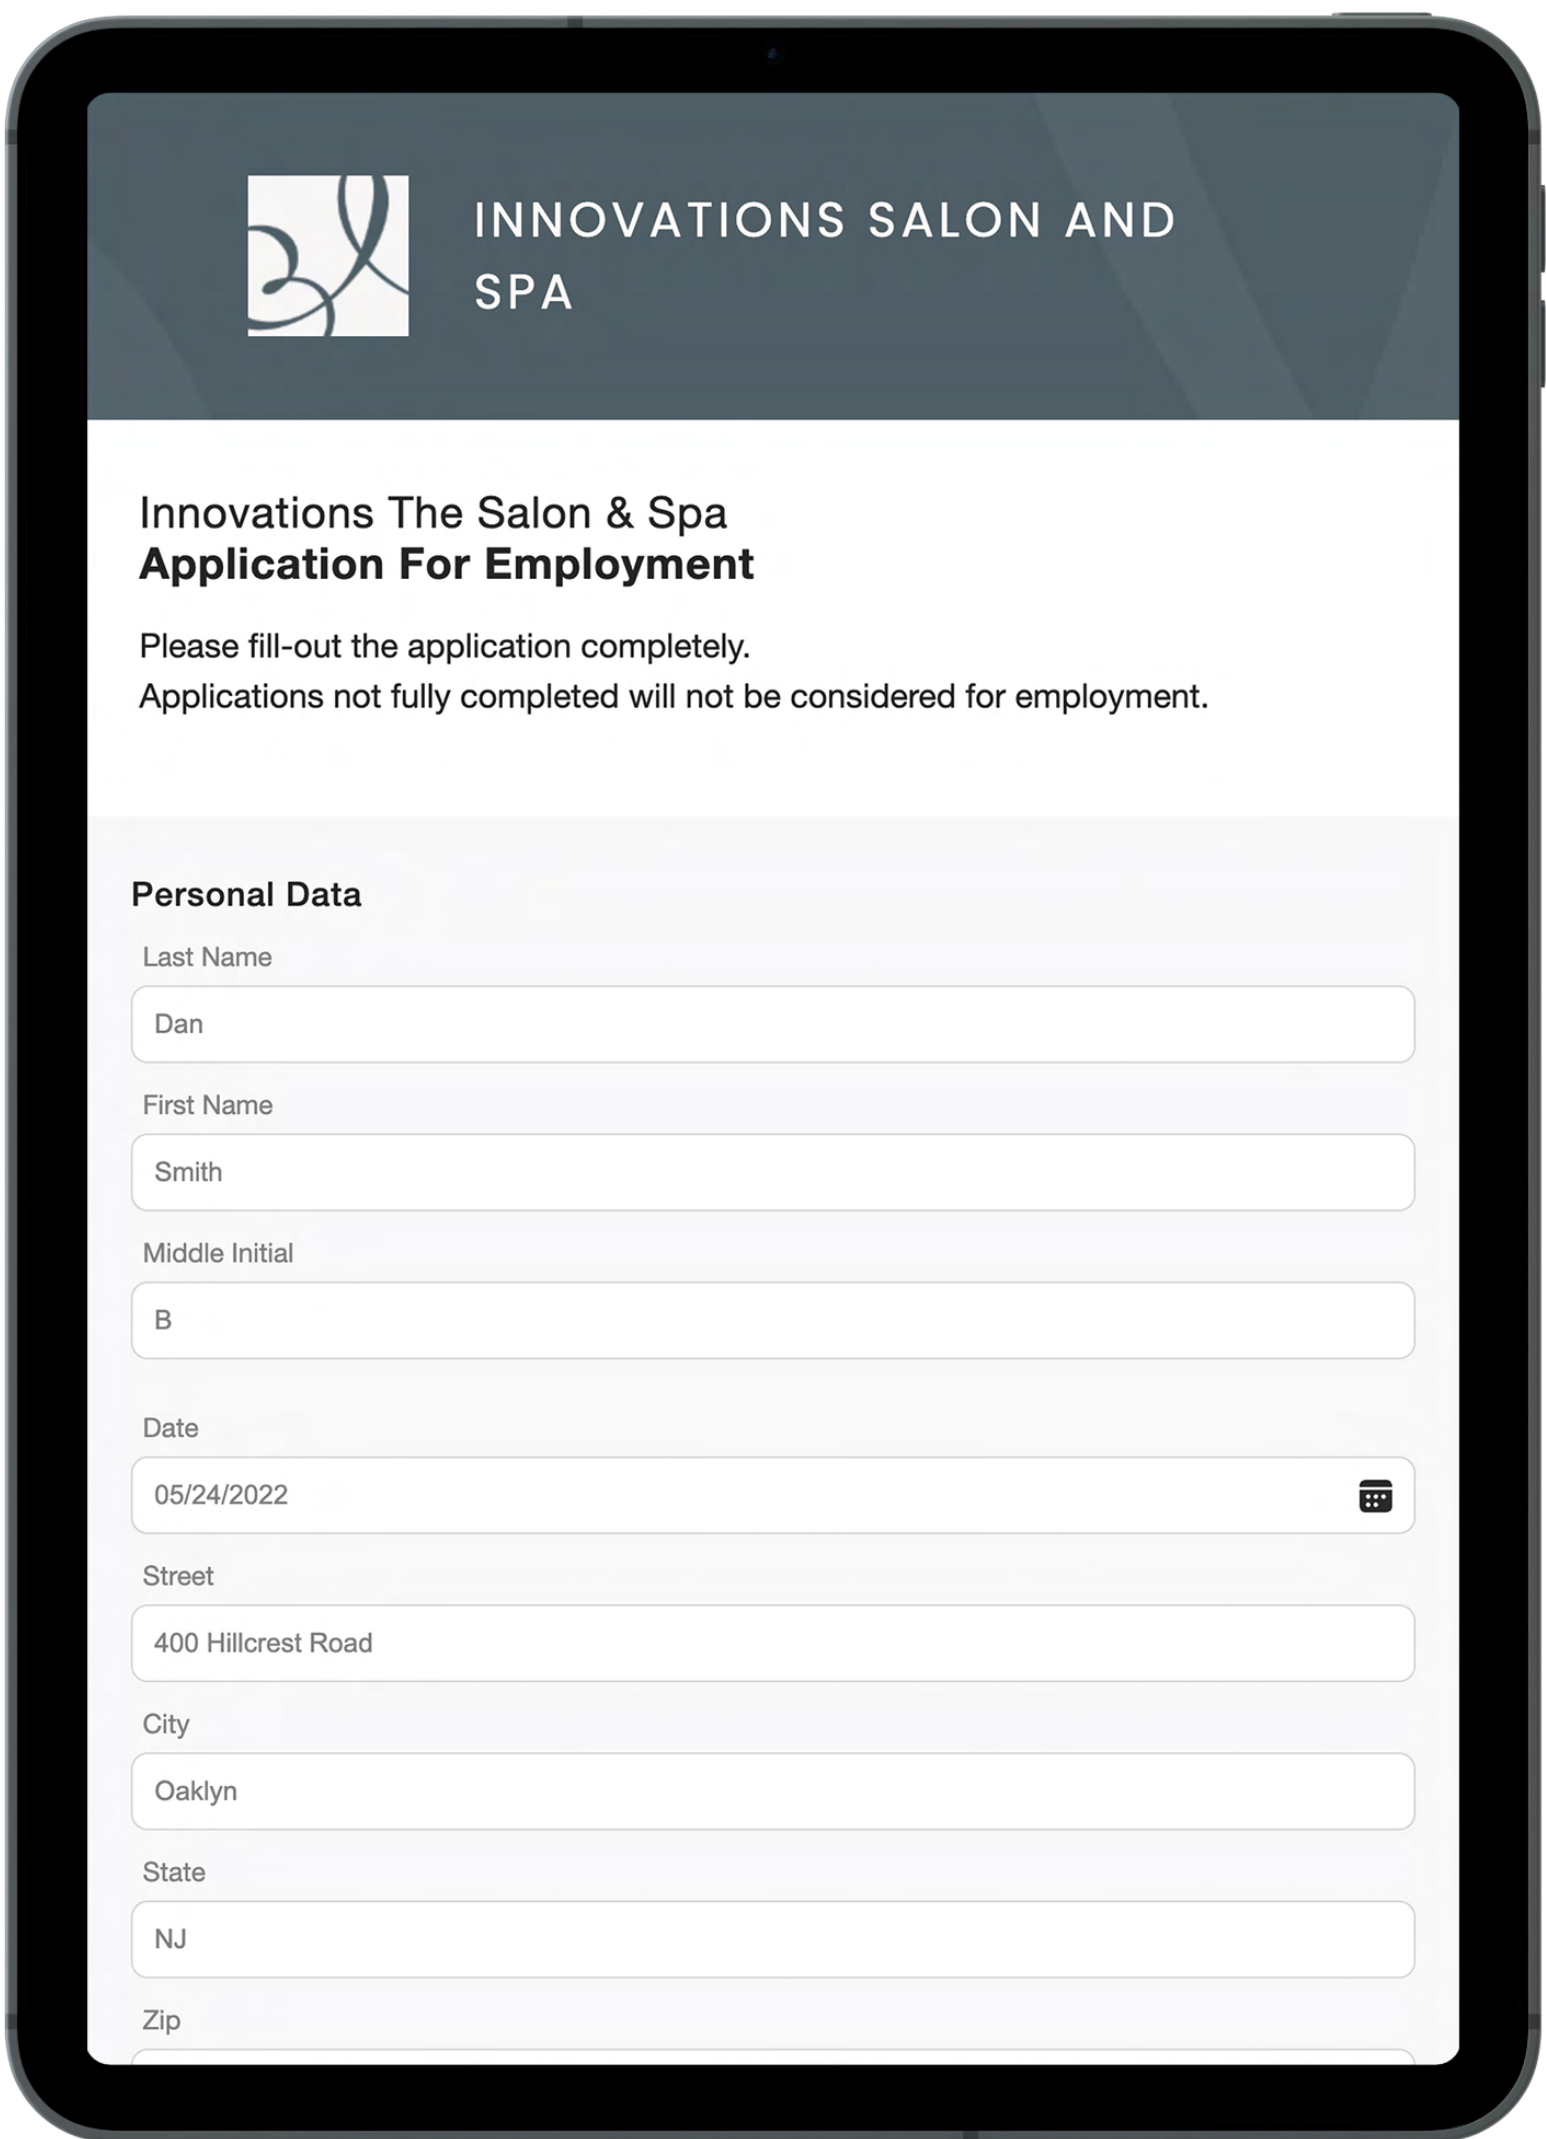 INNOVATIONS SALON AND
SPA
Innovations The Salon & Spa
Application For Employment
Please fill-out the application completely.
Applications not fully completed will not be considered for employment.
Personal Data
Last Name
Dan
First Name
Smith
Middle Initial
B
Date
05/24/2022
Street
400 Hillcrest Road
City
Oaklyn
State
NJ
Zip